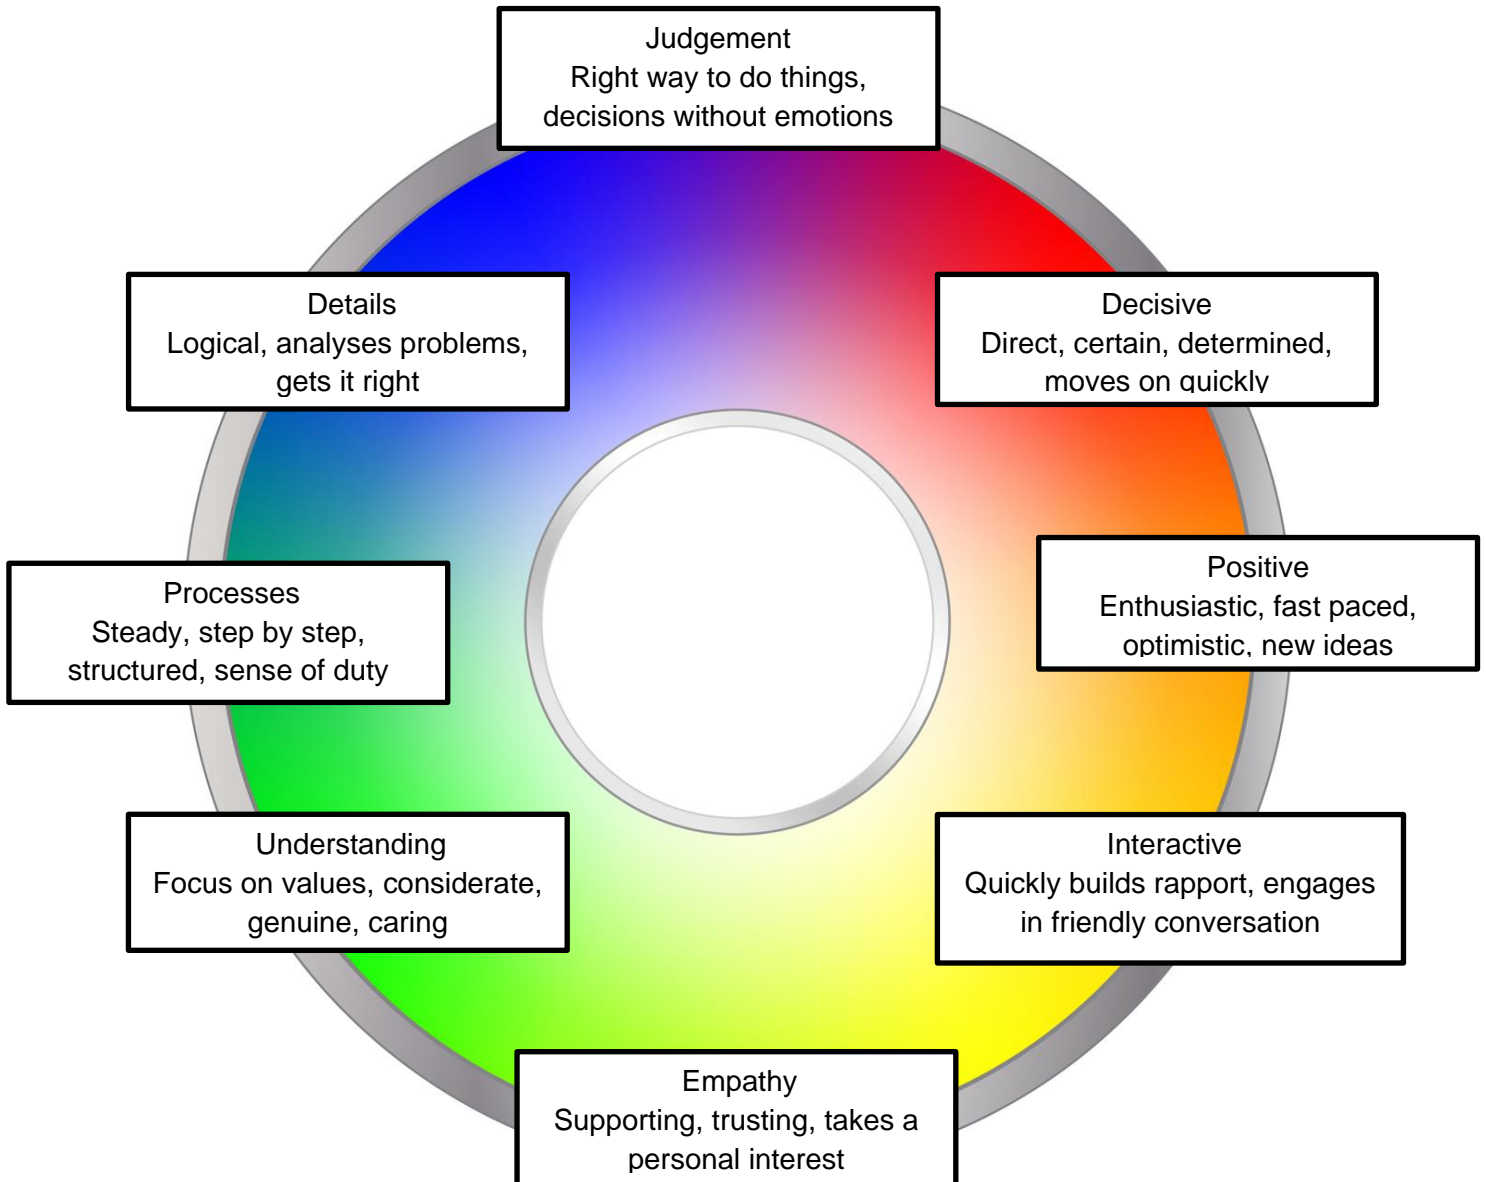 Judgement
Right way to do things,
decisions without emotions
Details
Logical, analyses problems,
gets it right
Decisive
Direct, certain, determined,
moves on quickly
Processes
Steady, step by step,
structured, sense of duty
Positive
Enthusiastic, fast paced,
optimistic, new ideas
Understanding
Focus on values, considerate,
genuine, caring
Interactive
Quickly builds rapport, engages
in friendly conversation
Empathy
Supporting, trusting, takes a
personal interest